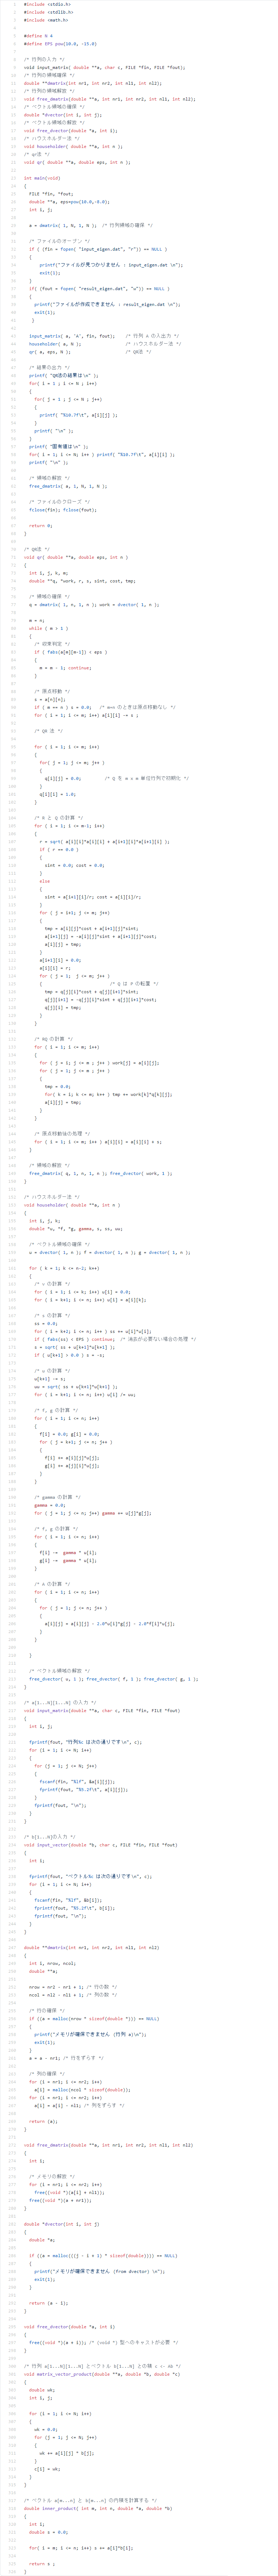 #include <stdio.h>
#include <stdlib.h>
#include <math.h>
#define N 4
#define EPS pow(10.0, -15.0)
/* 行列の入力 */
void input_matrix( double **a, char c, FILE *fin, FILE *fout);
/* 行列の領域確保 */
double **dmatrix(int nr1, int nr2, int nl1, int nl2);
/* 行列の領域解放 */
void free_dmatrix(double **a, int nr1, int nr2, int nl1, int nl2);
/* ベクトル領域の確保 */
double *dvector(int i, int j);
/* ベクトル領域の解放 */
void free_dvector(double *a, int i);
/* ハウスホルダー法 */
void householder( double **a, int n );
/* qr法 */
void qr( double **a, double eps, int n );
int main(void)
{
FILE *fin, *fout;
double **a, eps=pow(10.0,-8.0);
int i, j;
a = dmatrix( 1, N, 1, N ); /* 行列領域の確保 */
/* ファイルのオープン */
if ( (fin = fopen( "input_eigen.dat", "r")) == NULL )
{
printf("ファイルが見つかりません : input_eigen.dat \n");
exit(1);
}
if( (fout = fopen( "result_eigen.dat", "w")) == NULL )
{
printf("ファイルが作成できません : result_eigen.dat \n");
exit(1);
}
input_matrix( a, 'A', fin, fout); /* 行列 A の入出力 */
householder( a, N ); /* ハウスホルダー法 */
qr( a, eps, N ); /* QR法 */
/* 結果の出力 */
printf( "QR法の結果は\n" );
for( i = 1 ; i <= N ; i++)
{
for( j = 1 ; j <= N ; j++)
{
printf( "%10.7f\t", a[i][j] );
}
printf( "\n" );
}
printf( "固有値は\n" );
for( i = 1; i <= N; i++ ) printf( "%10.7f\t", a[i][i] );
printf( "\n" );
/* 領域の解放 */
free_dmatrix( a, 1, N, 1, N );
/* ファイルのクローズ */
fclose(fin); fclose(fout);
return 0;
}
/* QR法 */
void qr( double **a, double eps, int n )
{
int i, j, k, m;
double **q, *work, r, s, sint, cost, tmp;
/* 領域の確保 */
q = dmatrix( 1, n, 1, n ); work = dvector( 1, n );
m = n;
while ( m > 1 )
{
/* 収束判定 */
if ( fabs(a[m][m-1]) < eps )
{
m = m - 1; continue;
}
/* 原点移動 */
s = a[n][n];
if ( m == n ) s = 0.0; /* m=n のときは原点移動なし */
for ( i = 1; i <= m; i++) a[i][i] -= s ;
/* QR 法 */
for ( i = 1; i <= m; i++)
{
for( j = 1; j <= m; j++ )
{
q[i][j] = 0.0; /* Q を m x m 単位行列で初期化 */
}
q[i][i] = 1.0;
}
/* R と Q の計算 */
for ( i = 1; i <= m-1; i++)
{
r = sqrt( a[i][i]*a[i][i] + a[i+1][i]*a[i+1][i] );
if ( r == 0.0 )
{
sint = 0.0; cost = 0.0;
}
else
{
sint = a[i+1][i]/r; cost = a[i][i]/r;
}
for ( j = i+1; j <= m; j++)
{
tmp = a[i][j]*cost + a[i+1][j]*sint;
a[i+1][j] = -a[i][j]*sint + a[i+1][j]*cost;
a[i][j] = tmp;
}
a[i+1][i] = 0.0;
a[i][i] = r;
for ( j = 1; j <= m; j++ )
{ /* Q は P の転置 */
tmp = q[j][i]*cost + q[j][i+1]*sint;
q[j][i+1] = -q[j][i]*sint + q[j][i+1]*cost;
q[j][i] = tmp;
}
}
/* RQ の計算 */
for ( i = 1; i <= m; i++)
{
for ( j = i; j <= m ; j++ ) work[j] = a[i][j];
for ( j = 1; j <= m ; j++ )
{
tmp = 0.0;
for( k = i; k <= m; k++ ) tmp += work[k]*q[k][j];
a[i][j] = tmp;
}
}
/* 原点移動後の処理 */
for ( i = 1; i <= m; i++ ) a[i][i] = a[i][i] + s;
}
/* 領域の解放 */
free_dmatrix( q, 1, n, 1, n ); free_dvector( work, 1 );
}
/* ハウスホルダー法 */
void householder( double **a, int n )
{
int i, j, k;
double *u, *f, *g, gamma, s, ss, uu;
/* ベクトル領域の確保 */
u = dvector( 1, n ); f = dvector( 1, n ); g = dvector( 1, n );
for ( k = 1; k <= n-2; k++)
{
/* v の計算 */
for ( i = 1; i <= k; i++) u[i] = 0.0;
for ( i = k+1; i <= n; i++) u[i] = a[i][k];
/* s の計算 */
ss = 0.0;
for ( i = k+2; i <= n; i++ ) ss += u[i]*u[i];
if ( fabs(ss) < EPS ) continue; /* 消去が必要ない場合の処理 */
s = sqrt( ss + u[k+1]*u[k+1] );
if ( u[k+1] > 0.0 ) s = -s;
/* u の計算 */
u[k+1] -= s;
uu = sqrt( ss + u[k+1]*u[k+1] );
for ( i = k+1; i <= n; i++) u[i] /= uu;
/* f, g の計算 */
for ( i = 1; i <= n; i++)
{
f[i] = 0.0; g[i] = 0.0;
for ( j = k+1; j <= n; j++ )
{
f[i] += a[i][j]*u[j];
g[i] += a[j][i]*u[j];
}
}
/* gamma の計算 */
gamma = 0.0;
for ( j = 1; j <= n; j++) gamma += u[j]*g[j];
/* f, g の計算 */
for ( i = 1; i <= n; i++)
{
f[i] -= gamma * u[i];
g[i] -= gamma * u[i];
}
/* A の計算 */
for ( i = 1; i <= n; i++)
{
for ( j = 1; j <= n; j++ )
{
a[i][j] = a[i][j] - 2.0*u[i]*g[j] - 2.0*f[i]*u[j];
}
}
}
/* ベクトル領域の解放 */
free_dvector( u, 1 ); free_dvector( f, 1 ); free_dvector( g, 1 );
}
/* a[1...N][1...N] の入力 */
void input_matrix(double **a, char c, FILE *fin, FILE *fout)
{
int i, j;
fprintf(fout, "行列%c は次の通りです\n", c);
for (i = 1; i <= N; i++)
{
for (j = 1; j <= N; j++)
{
fscanf(fin, "%lf", &a[i][j]);
fprintf(fout, "%5.2f\t", a[i][j]);
}
fprintf(fout, "\n");
}
}
/* b[1...N]の入力 */
void input_vector(double *b, char c, FILE *fin, FILE *fout)
{
int i;
fprintf(fout, "ベクトル%c は次の通りです\n", c);
for (i = 1; i <= N; i++)
{
fscanf(fin, "%lf", &b[i]);
fprintf(fout, "%5.2f\t", b[i]);
fprintf(fout, "\n");
}
}
double **dmatrix(int nr1, int nr2, int nl1, int nl2)
{
int i, nrow, ncol;
double **a;
nrow = nr2 - nr1 + 1; /* 行の数 */
ncol = nl2 - nl1 + 1; /* 列の数 */
/* 行の確保 */
if ((a = malloc(nrow * sizeof(double *))) == NULL)
{
printf("メモリが確保できません (行列 a)\n");
exit(1);
}
a = a - nr1; /* 行をずらす */
/* 列の確保 */
for (i = nr1; i <= nr2; i++)
a[i] = malloc(ncol * sizeof(double));
for (i = nr1; i <= nr2; i++)
a[i] = a[i] - nl1; /* 列をずらす */
return (a);
}
void free_dmatrix(double **a, int nr1, int nr2, int nl1, int nl2)
{
int i;
/* メモリの解放 */
for (i = nr1; i <= nr2; i++)
free((void *)(a[i] + nl1));
free((void *)(a + nr1));
}
double *dvector(int i, int j)
{
double *a;
if ((a = malloc(((j - i + 1) * sizeof(double)))) == NULL)
{
printf("メモリが確保できません (from dvector) \n");
exit(1);
}
return (a - i);
}
void free_dvector(double *a, int i)
{
free((void *)(a + i)); /* (void *) 型へのキャストが必要 */
}
/* 行列 a[1...N][1...N] とベクトル b[1...N] との積 c <- ab */
void matrix_vector_product(double **a, double *b, double *c)
{
double wk;
int i, j;
for (i = 1; i <= N; i++)
{
wk = 0.0;
for (j = 1; j <= N; j++)
{
wk += a[i][j] * b[j];
}
c[i] = wk;
}
}
/* ベクトル a[m...n] と b[m...n] の内積を計算する */
double inner_product( int m, int n, double *a, double *b)
{
int i;
double s = 0.0;
for( i = m; i <= n; i++) s += a[i]*b[i];
return s ;
}